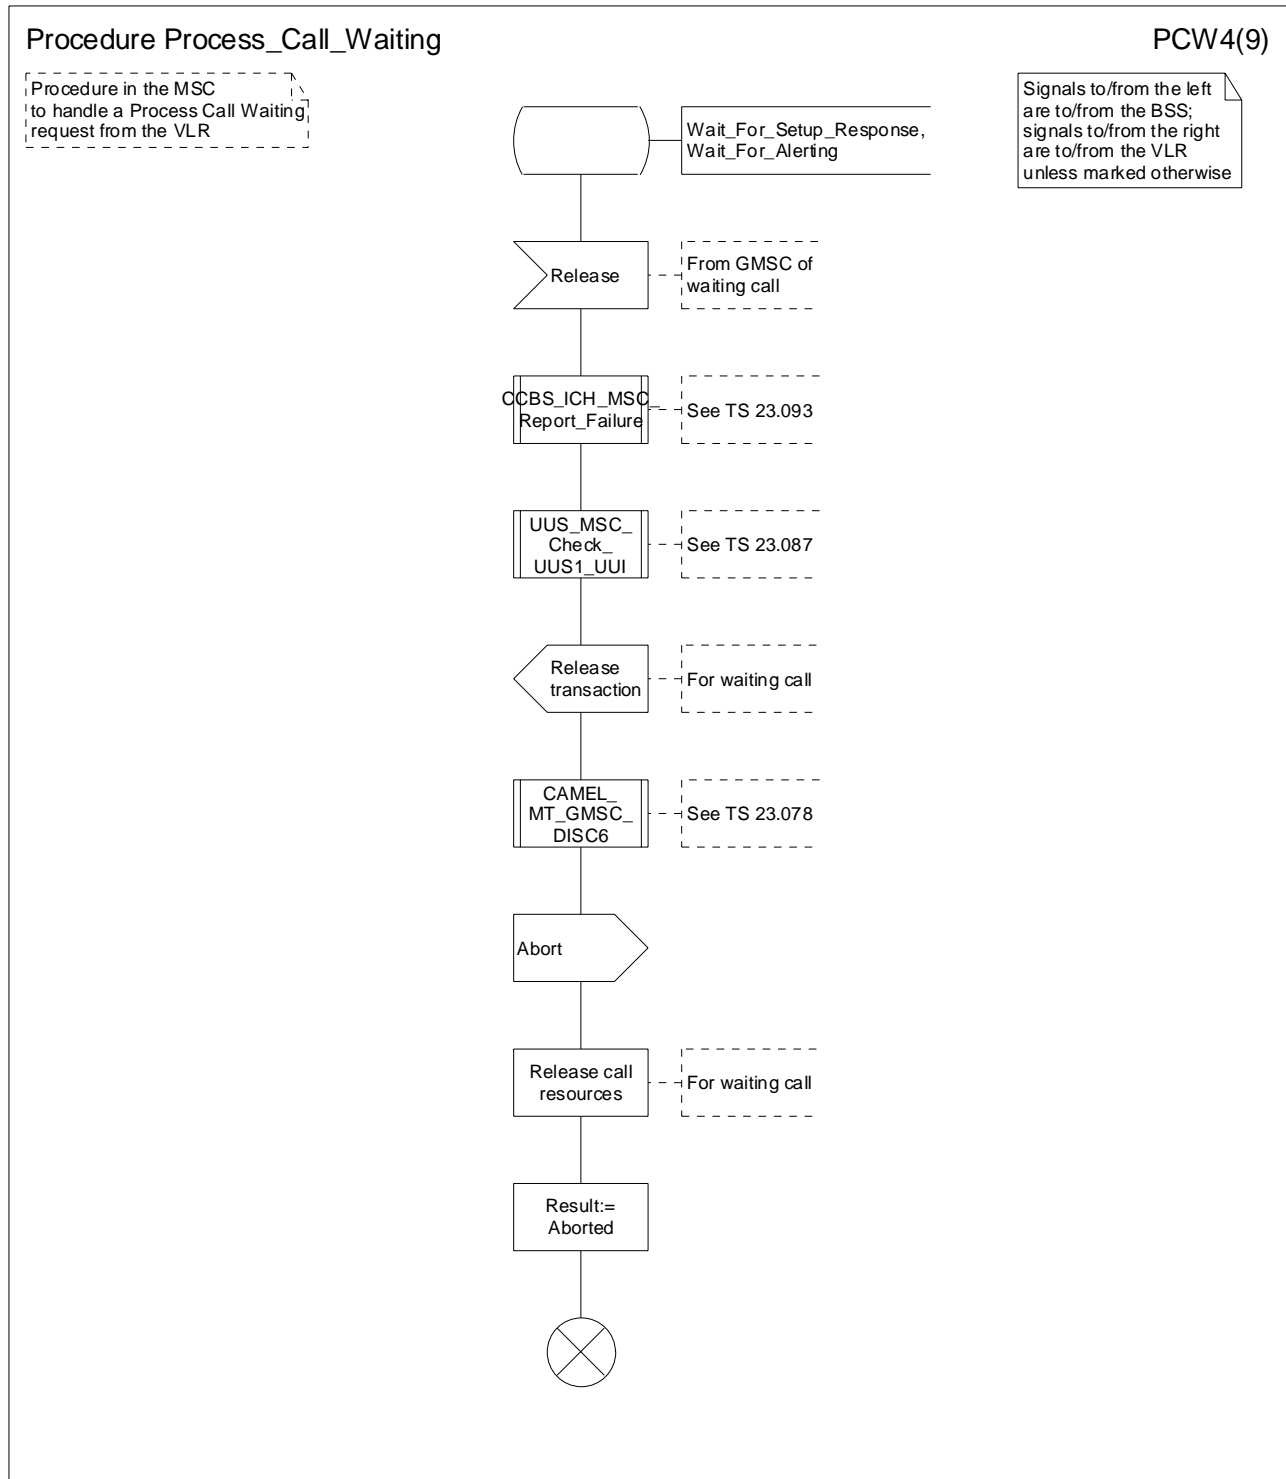 Procedure Process_Call_Waiting
PCW4(9)
Procedure in the MSC
to handle a Process Call Waiting
request from the VLR
Signals to/from the left
are to/from the BSS;
signals to/from the right
are to/from the VLR
unless marked otherwise
Wait_For_Setup_Response,
Wait_For_Alerting
Release
From GMSC of
waiting call
CCBS_ICH_MSC_
Report_Failure
See TS 23.093
UUS_MSC_
Check_
UUS1_UUI
See TS 23.087
Release
transaction
For waiting call
CAMEL_
MT_GMSC_
DISC6
See TS 23.078
Abort
Release call
resources
For waiting call
Result:=
Aborted